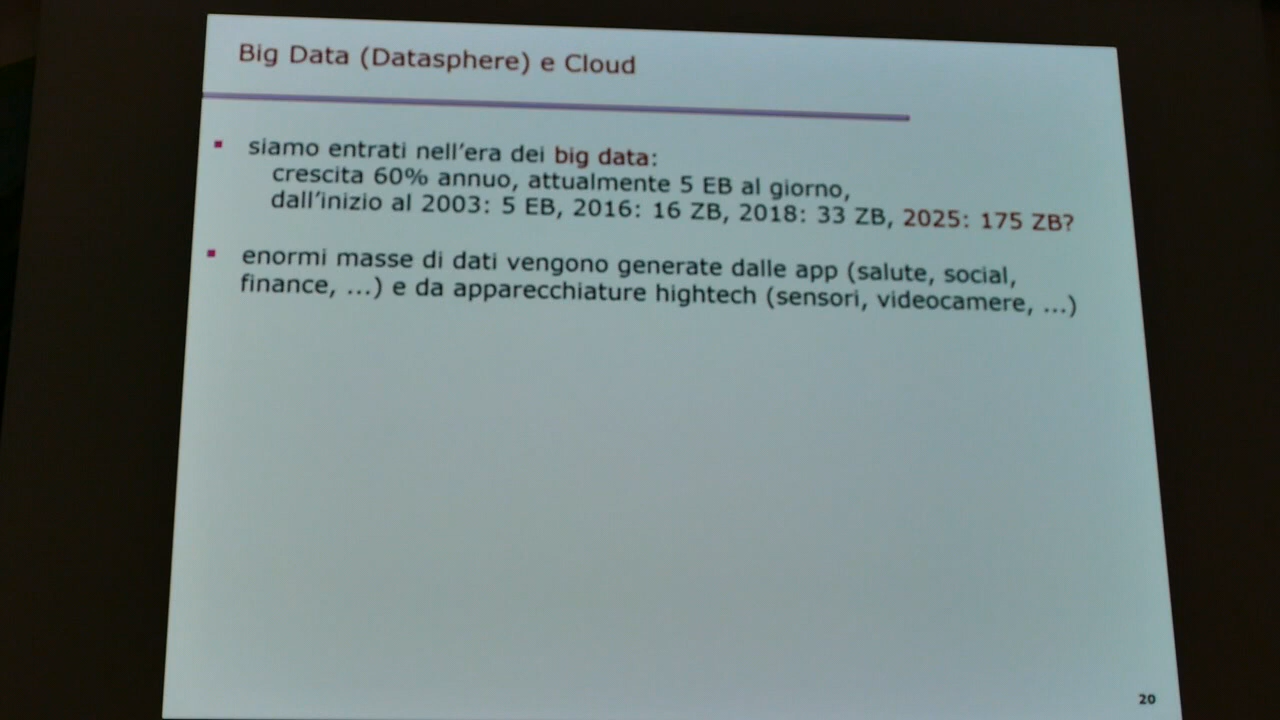 Big Data (Datasphere) e Cloud
siamo entrati nell'era dei big data:
crescita 60% annuo, attualmente 5 EB al giorno,
dall'inizio al 2003: 5 EB, 2016: 16 ZB, 2018: 33 ZB, 2025: 175 ZB?
enormi masse di dati vengono generate dalle app (salute, social,
finance, ...) e da apparecchiature hightech (sensori, videocamere, ...)
20